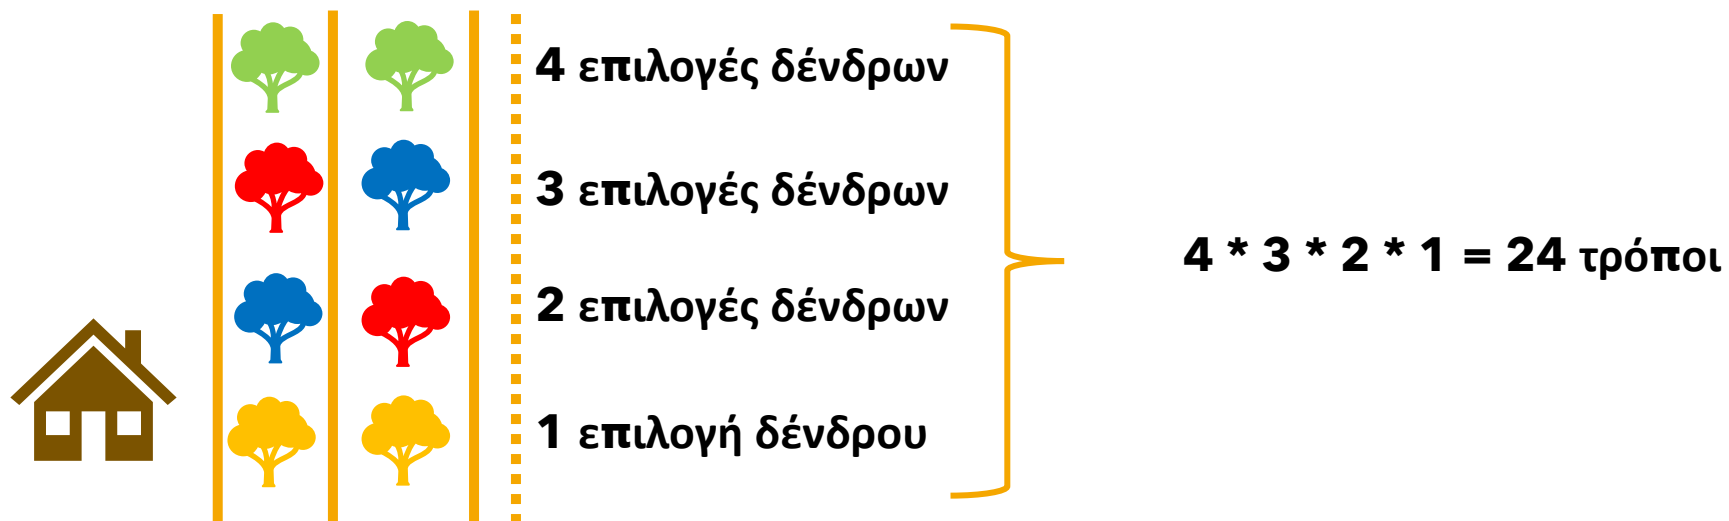 4 επιλογές δένδρων
3 επιλογές δένδρων
2 επιλογές δένδρων
1 επιλογή δένδρου
4 * 3 * 2 * 1 = 24 τρόποι